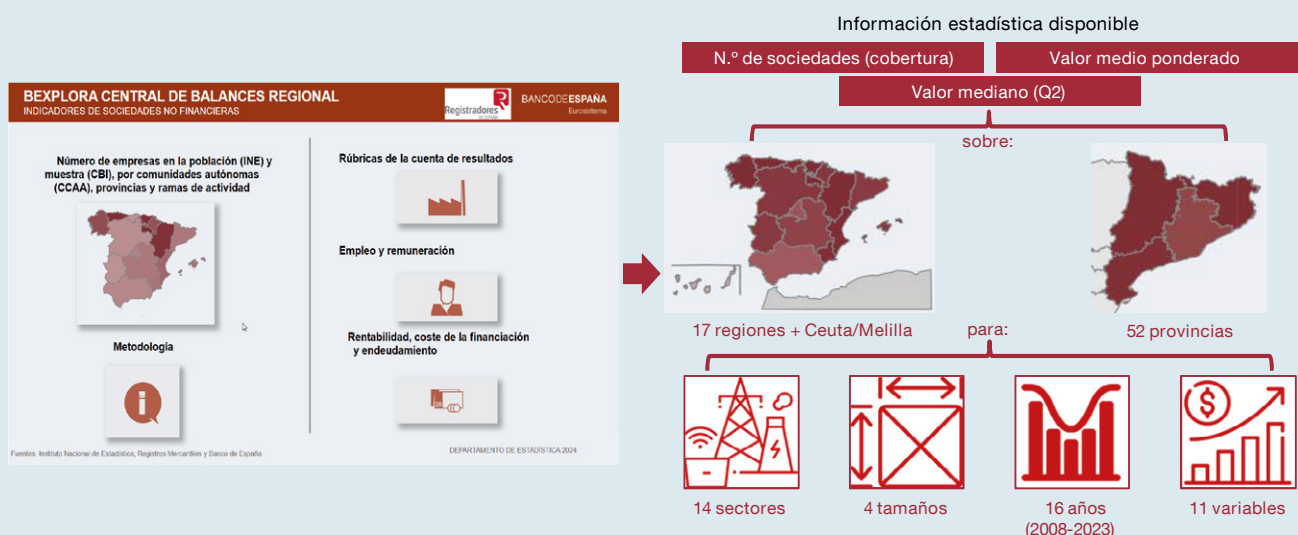 BEXPLORA CENTRAL DE BALANCES REGIONAL
INDICADORES DE SOCIEDADES NO FINANCIERAS
Registradores
DE ESPAÑA
BANCODEESPAÑA
Eurosistema
Número de empresas en la población (INE) y
muestra (CBI), por comunidades autónomas
(CCAA), provincias y ramas de actividad
Metodología
Rúbricas de la cuenta de resultados
Empleo y remuneración
Rentabilidad, coste de la financiación
y endeudamiento
Fuentes: Instituto Nacional de Estadística, Registros Mercantiles y Banco de España
DEPARTAMENTO DE ESTADÍSTICA 2024
Información estadística disponible
N.º de sociedades (cobertura)
Valor medio ponderado
Valor mediano (Q2)
sobre:
17 regiones + Ceuta/Melilla
para:
52 provincias
14 sectores
4 tamaños
16 años
(2008-2023)
11 variables